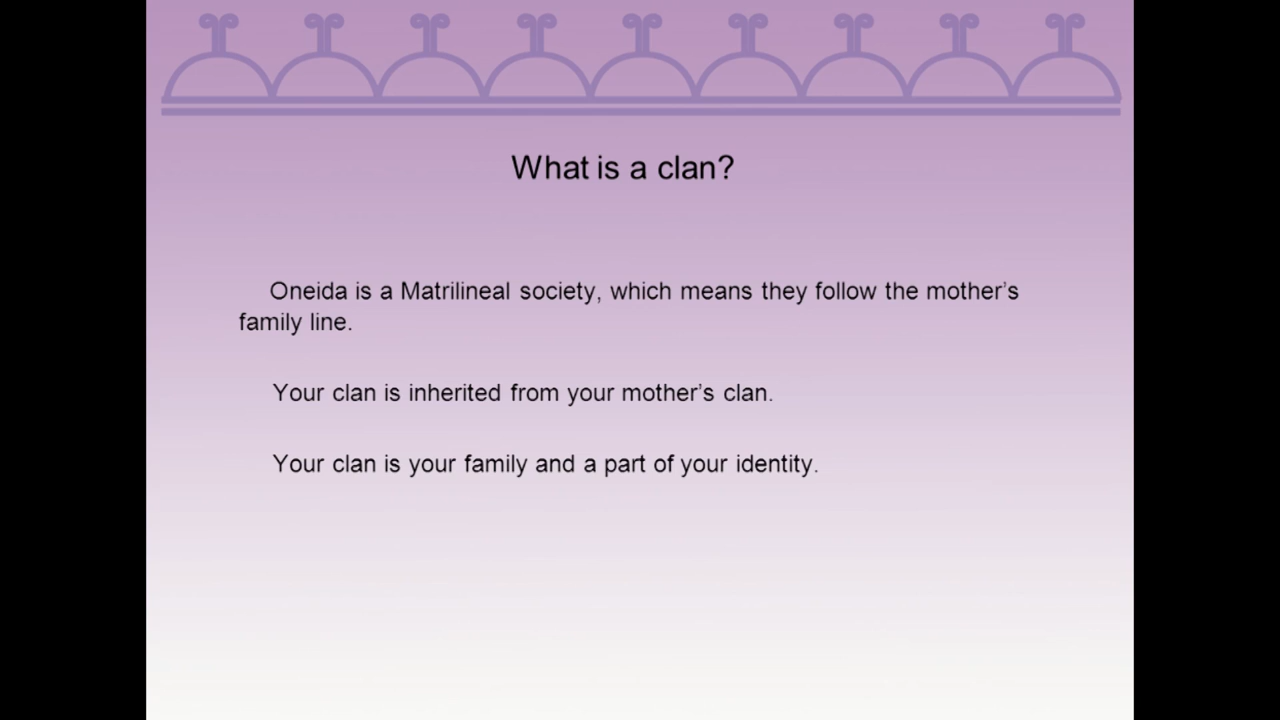 What is a clan?
Oneida is a Matrilineal society, which means they follow the mother’s
family line.
Your clan is inherited from your mother’s clan.
Your clan is your family and a part of your identity.